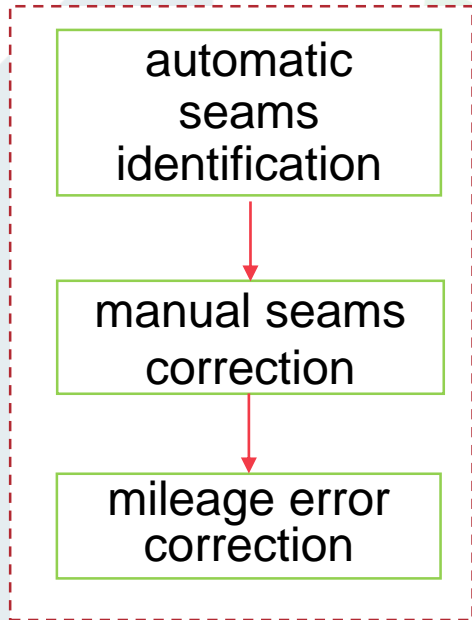 automatic
seams
identification
manual seams
correction
mileage error
correction